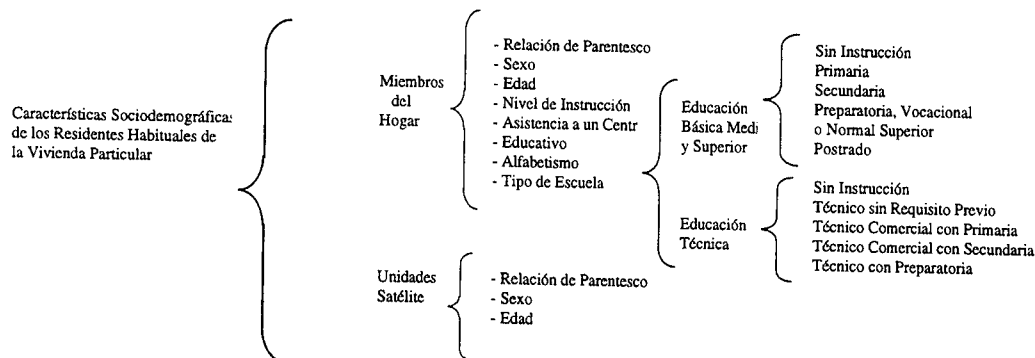 Características Sociodemográficas
de los Residentes Habituales de
la Vivienda Particular
Miembros
del
Hogar
- Relación de Parentesco
- Sexo
- Edad
- Nivel de Instrucción
- Asistencia a un Centr
- Educativo
- Alfabetismo
- Tipo de Escuela
Educación
Básica Medi
y Superior
Sin Instrucción
Primaria
Secundaria
Preparatoria, Vocacional
o Normal Superior
Postrado
Educación
Técnica
Sin Instrucción
Técnico sin Requisito Previo
Técnico Comercial con Primaria
Técnico Comercial con Secundaria
Técnico con Preparatoria
Unidades
Satélite
- Relación de Parentesco
- Sexo
- Edad